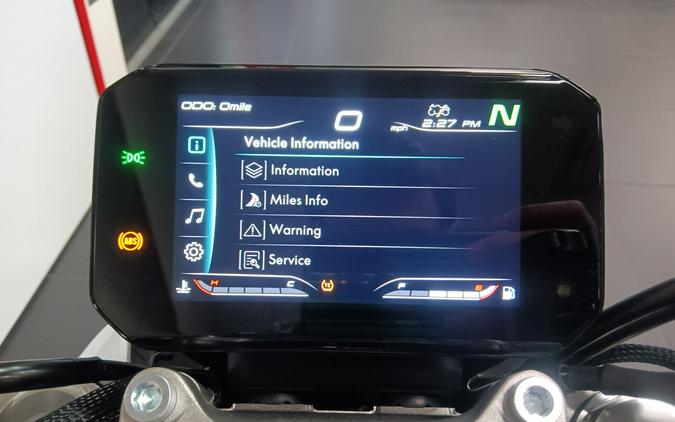 ODO: 0mile
0
mph
2:27 PM
N
Vehicle Information
Information
Miles Info
Warning
Service
ABS
H C
F E